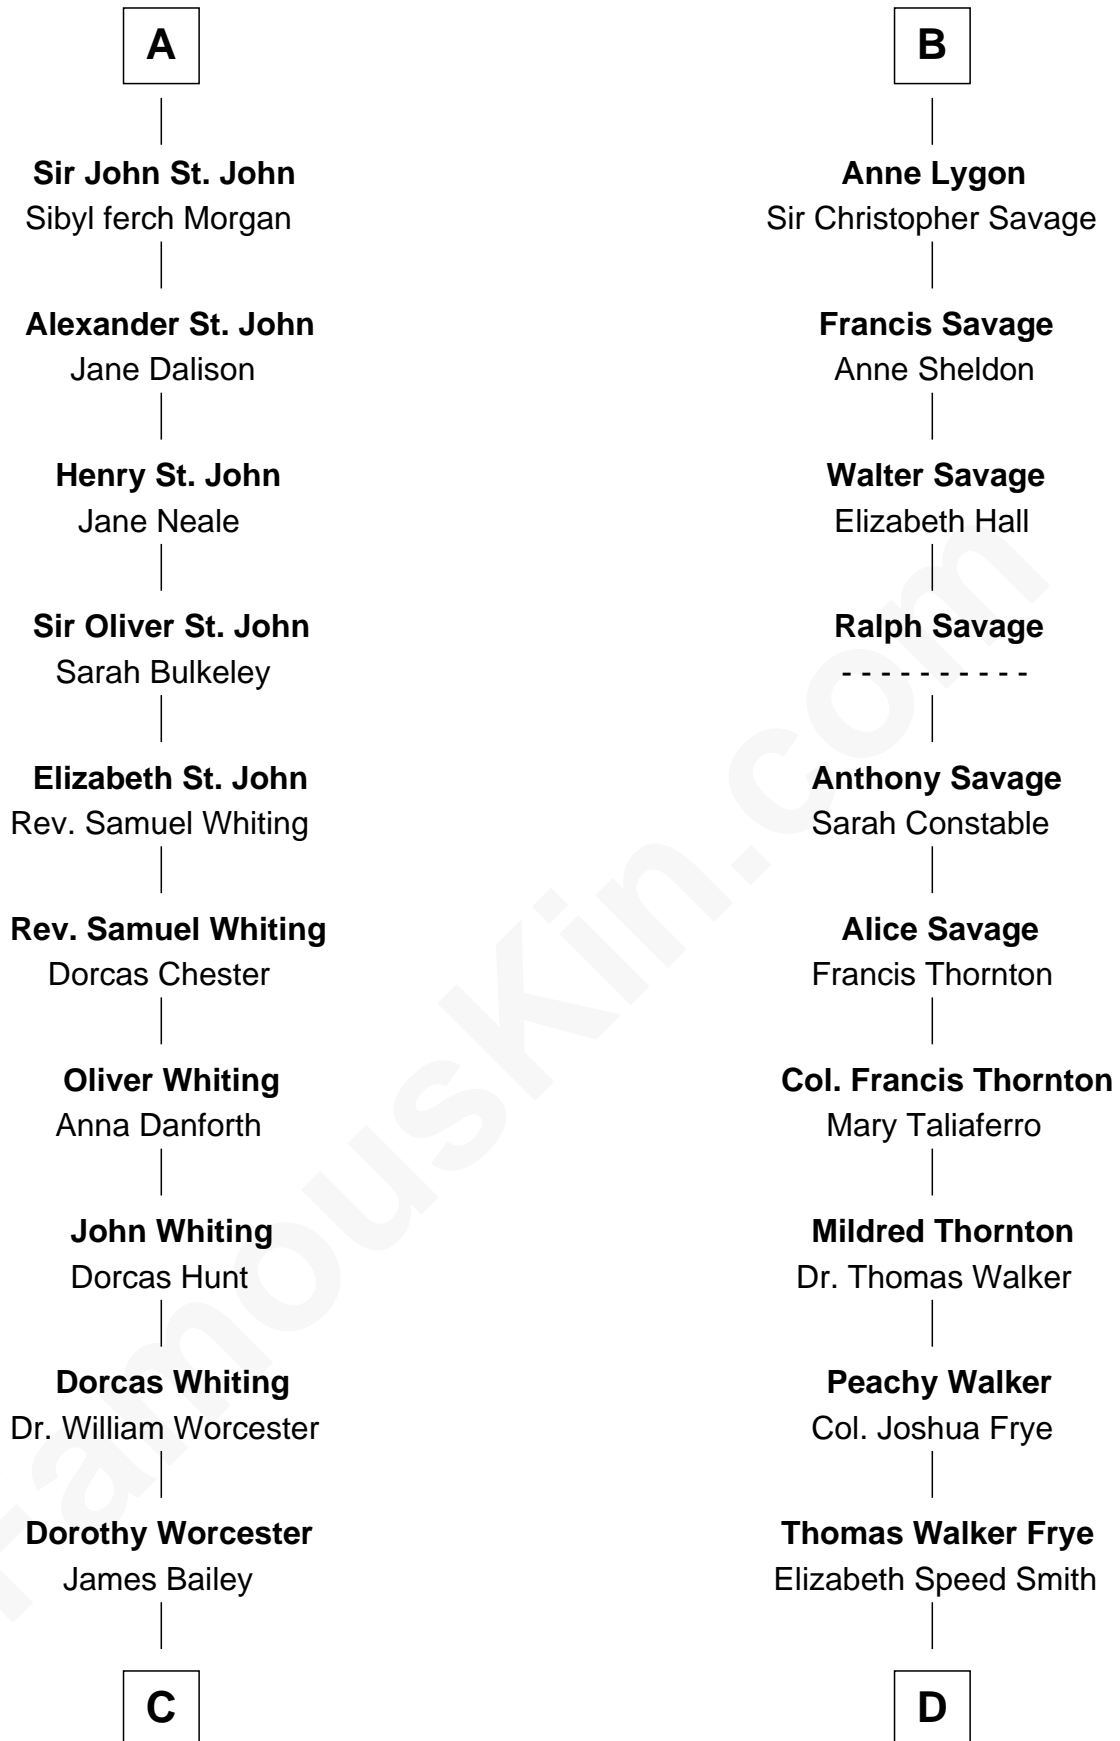 A
Sir John St. John
Sibyl ferch Morgan
Alexander St. John
Jane Dalison
Henry St. John
Jane Neale
Sir Oliver St. John
Sarah Bulkeley
Elizabeth St. John
Rev. Samuel Whiting
Rev. Samuel Whiting
Dorcas Chester
Oliver Whiting
Anna Danforth
John Whiting
Dorcas Hunt
Dorcas Whiting
Dr. William Worcester
Dorothy Worcester
James Bailey
C
B
Anne Lygon
Sir Christopher Savage
Francis Savage
Anne Sheldon
Walter Savage
Elizabeth Hall
Ralph Savage
- - - - - - - - - -
Anthony Savage
Sarah Constable
Alice Savage
Francis Thornton
Col. Francis Thornton
Mary Taliaferro
Mildred Thornton
Dr. Thomas Walker
Peachy Walker
Col. Joshua Frye
Thomas Walker Frye
Elizabeth Speed Smith
D
FamousKin.com